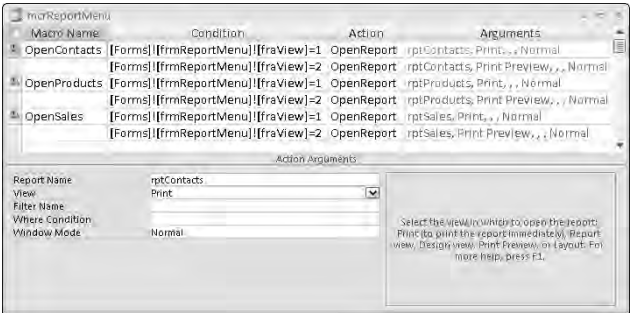 mcrReportMenu
Macro Name Condition Action Arguments
OpenContacts [Forms]![frmReportMenu]![fraView]=1 OpenReport rptContacts, Print, , , Normal
[Forms]![frmReportMenu]![fraView]=2 OpenReport rptContacts, Print Preview, , , Normal
OpenProducts [Forms]![frmReportMenu]![fraView]=1 OpenReport rptProducts, Print, , , Normal
[Forms]![frmReportMenu]![fraView]=2 OpenReport rptProducts, Print Preview, , , Normal
OpenSales [Forms]![frmReportMenu]![fraView]=1 OpenReport rptSales, Print, , , Normal
[Forms]![frmReportMenu]![fraView]=2 OpenReport rptSales, Print Preview, , , Normal
Action Arguments
Report Name rptContacts
View Print
Filter Name
Where Condition
Window Mode Normal
Select the view in which to open the report:
Print (to print the report immediately), Report
view, Design view, Print Preview, or Layout. For
more help, press F1.